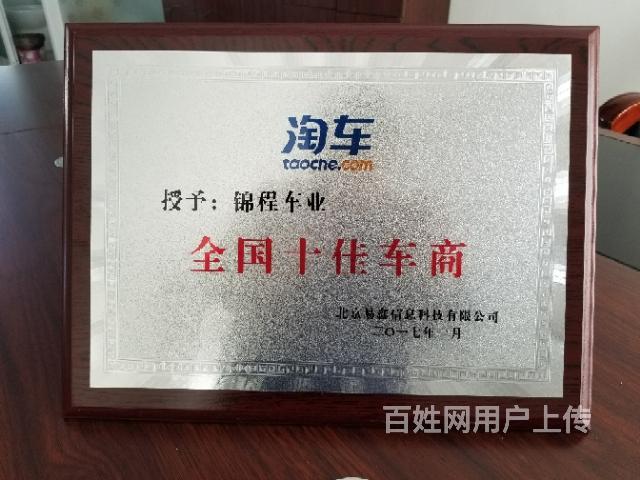 淘车
taoche.com
授予：锦程车业
全国十佳车商
北京易鑫信息科技有限公司
二〇一七年 月
百姓网用户上传